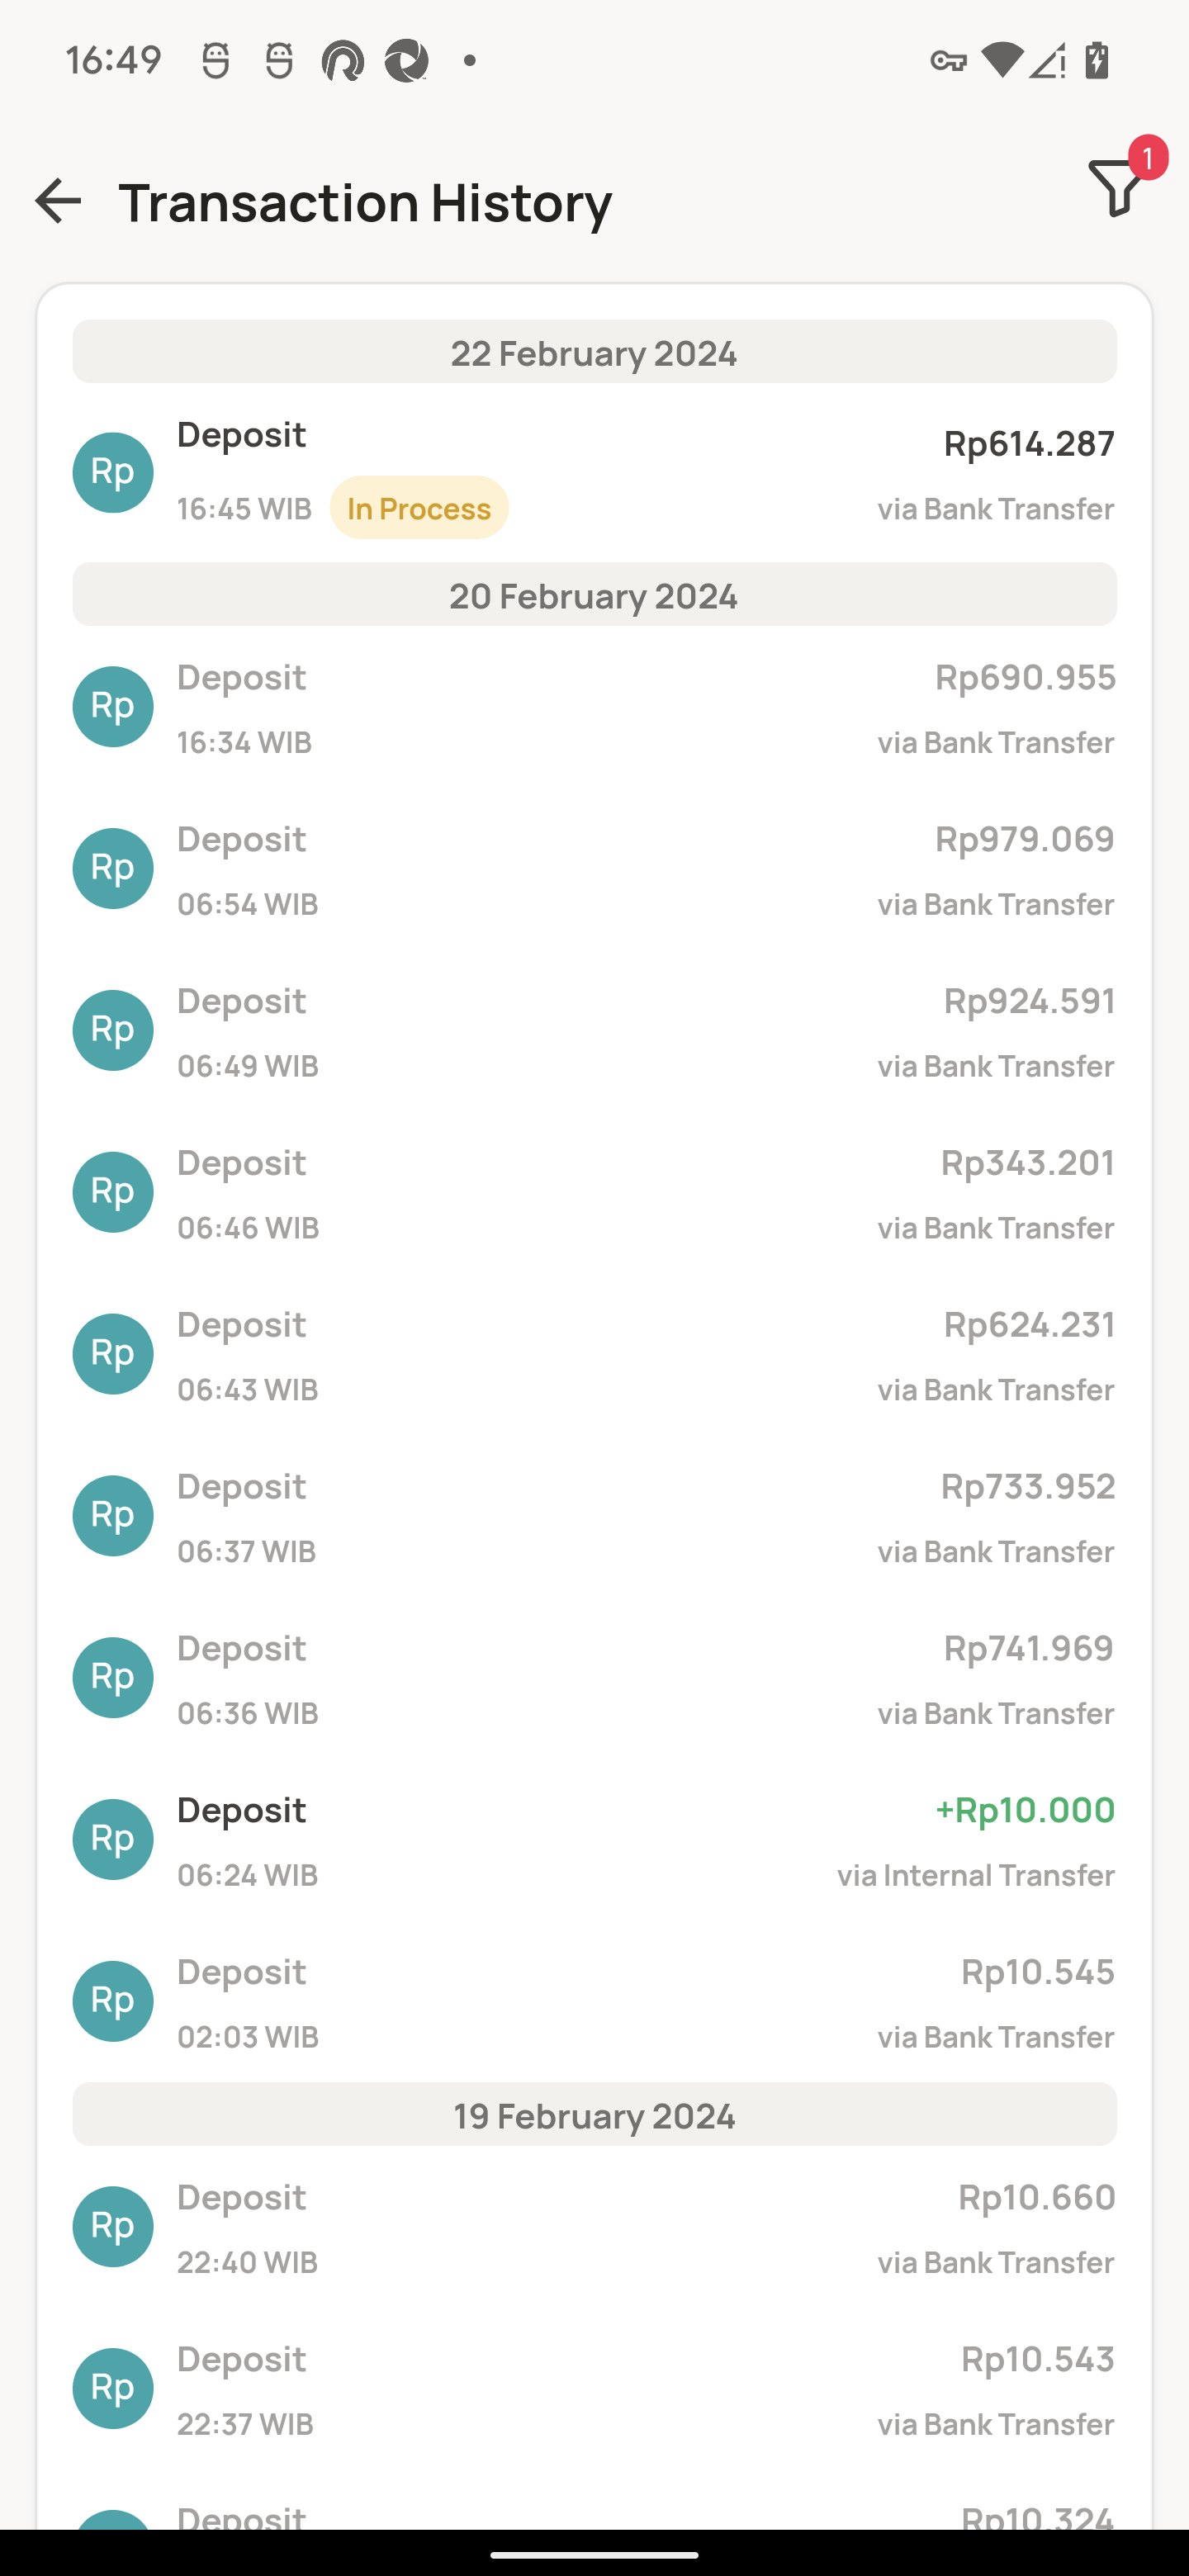 16:49
1
Transaction History
22 February 2024
Rp Deposit Rp614.287
16:45 WIB In Process via Bank Transfer
20 February 2024
Rp Deposit Rp690.955
16:34 WIB via Bank Transfer
Rp Deposit Rp979.069
06:54 WIB via Bank Transfer
Rp Deposit Rp924.591
06:49 WIB via Bank Transfer
Rp Deposit Rp343.201
06:46 WIB via Bank Transfer
Rp Deposit Rp624.231
06:43 WIB via Bank Transfer
Rp Deposit Rp733.952
06:37 WIB via Bank Transfer
Rp Deposit Rp741.969
06:36 WIB via Bank Transfer
Rp Deposit +Rp10.000
06:24 WIB via Internal Transfer
Rp Deposit Rp10.545
02:03 WIB via Bank Transfer
19 February 2024
Rp Deposit Rp10.660
22:40 WIB via Bank Transfer
Rp Deposit Rp10.543
22:37 WIB via Bank Transfer
Deposit Rp10.324